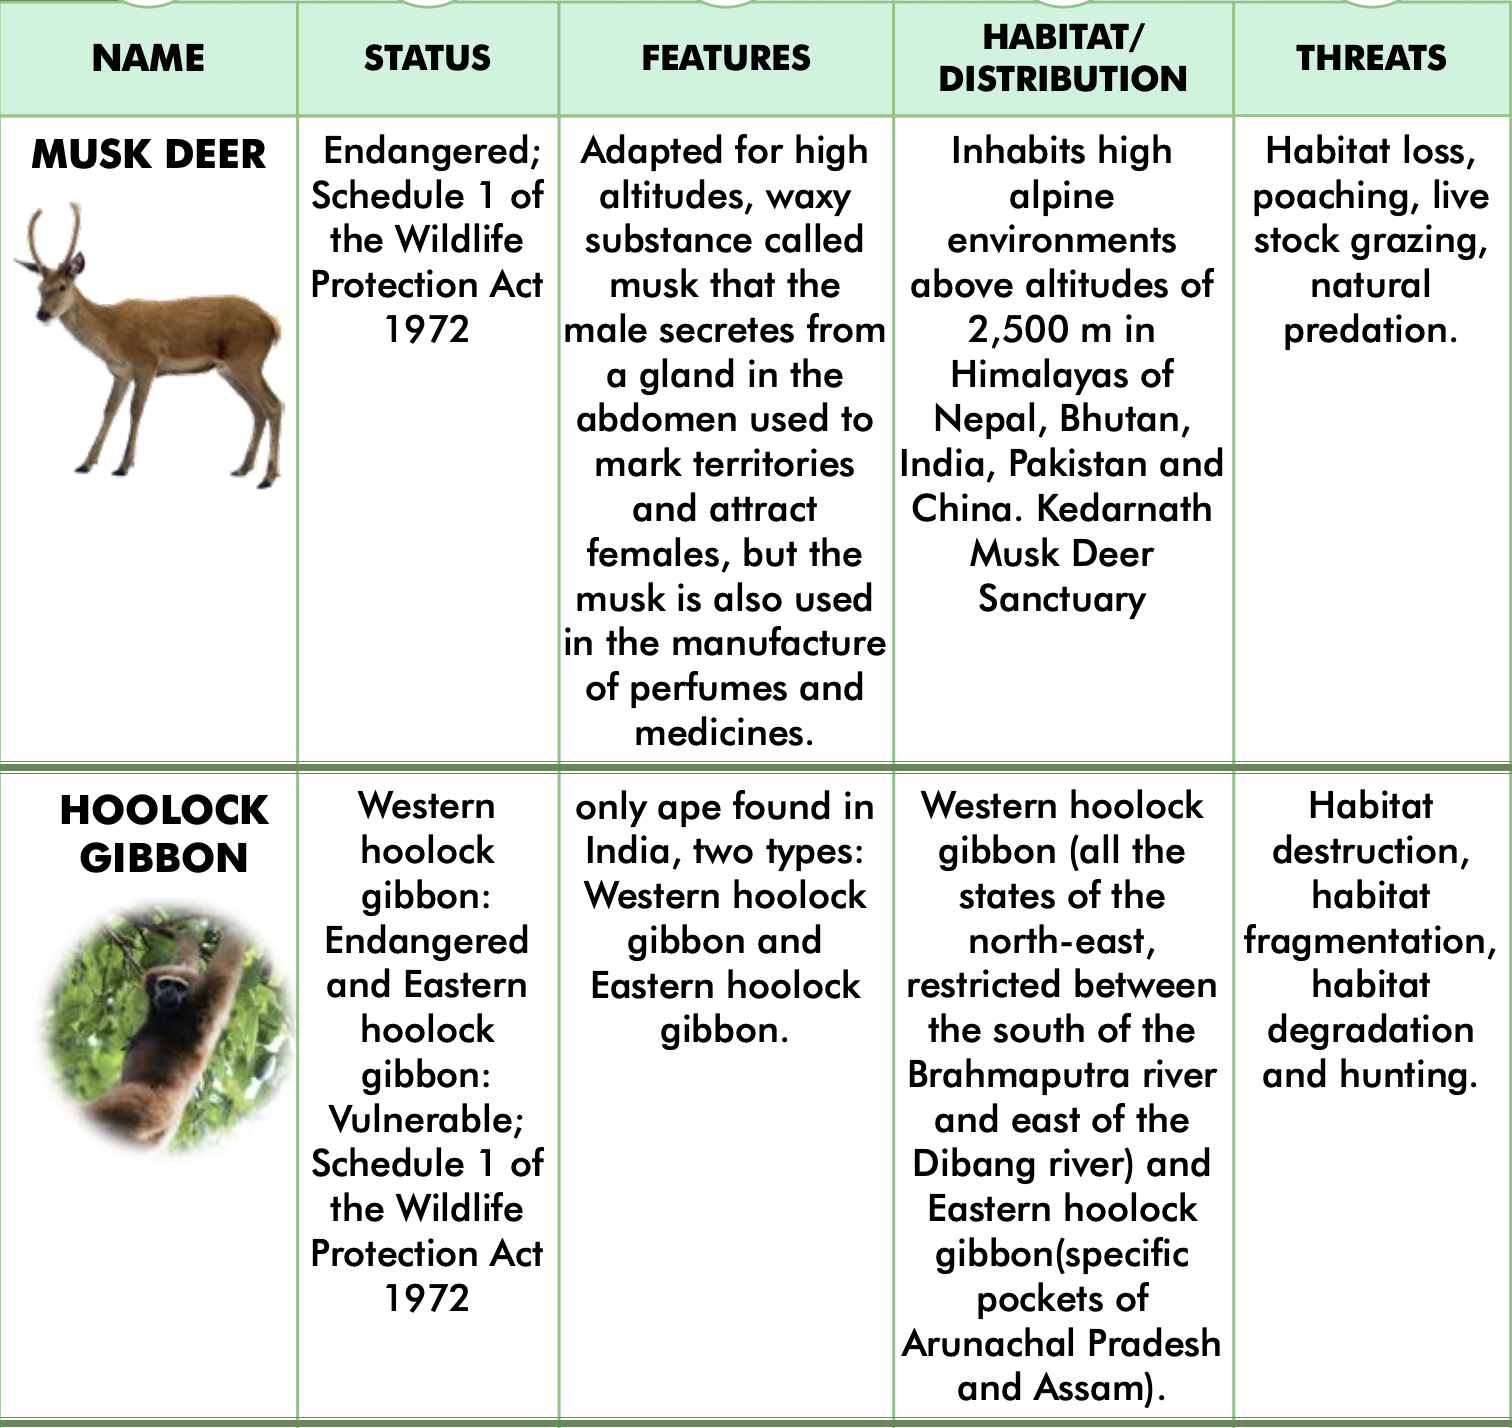 NAME
STATUS
FEATURES
HABITAT/
DISTRIBUTION
THREATS
MUSK DEER
Endangered;
Schedule 1 of
the Wildlife
Protection Act
1972
Adapted for high
altitudes, waxy
substance called
musk that the
male secretes from
a gland in the
abdomen used to
mark territories
and attract
females, but the
musk is also used
in the manufacture
of perfumes and
medicines.
Inhabits high
alpine
environments
above altitudes of
2,500 m in
Himalayas of
Nepal, Bhutan,
India, Pakistan and
China. Kedarnath
Musk Deer
Sanctuary
Habitat loss,
poaching, live
stock grazing,
natural
predation.
HOOLOCK
GIBBON
Western
hoolock
gibbon:
Endangered
and Eastern
hoolock
gibbon:
Vulnerable;
Schedule 1 of
the Wildlife
Protection Act
1972
only ape found in
India, two types:
Western hoolock
gibbon and
Eastern hoolock
gibbon.
Western hoolock
gibbon (all the
states of the
north-east,
restricted between
the south of the
Brahmaputra river
and east of the
Dibang river) and
Eastern hoolock
gibbon(specific
pockets of
Arunachal Pradesh
and Assam).
Habitat
destruction,
habitat
fragmentation,
habitat
degradation
and hunting.